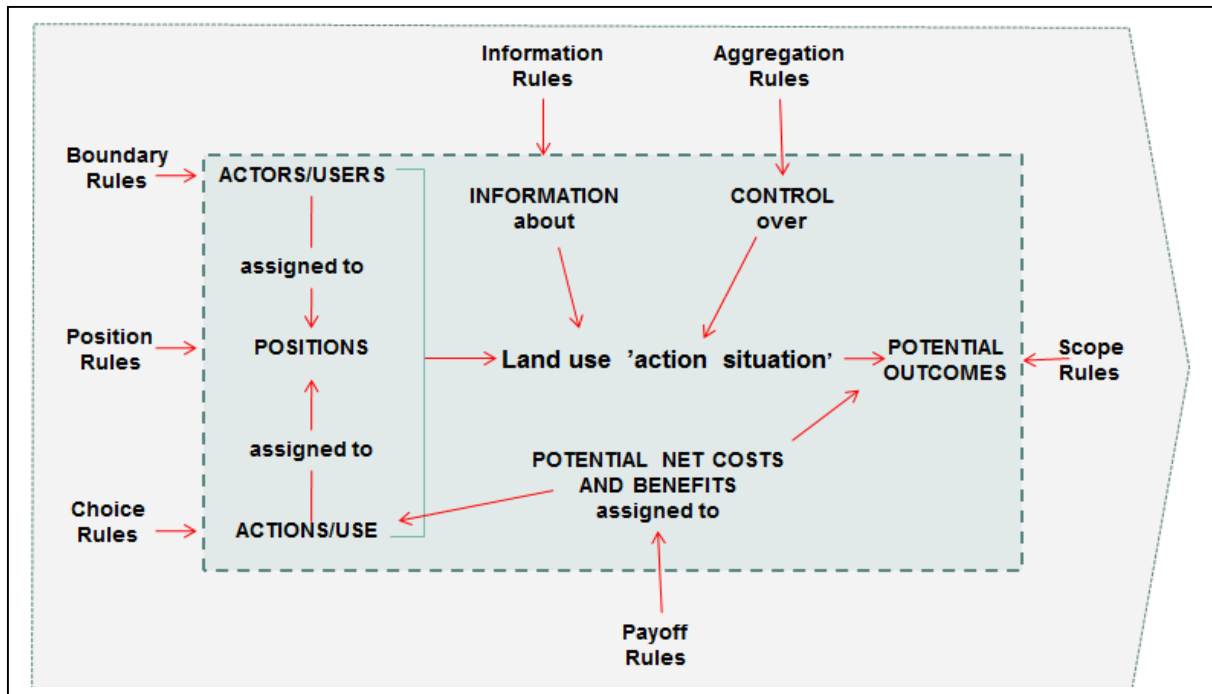 Information
Rules
Aggregation
Rules
Boundary
Rules
ACTORS/USERS
INFORMATION
about
CONTROL
over
assigned to
Position
Rules
POSITIONS
Land use ’action situation’
POTENTIAL
OUTCOMES
Scope
Rules
assigned to
POTENTIAL NET COSTS
AND BENEFITS
assigned to
Choice
Rules
ACTIONS/USE
Payoff
Rules